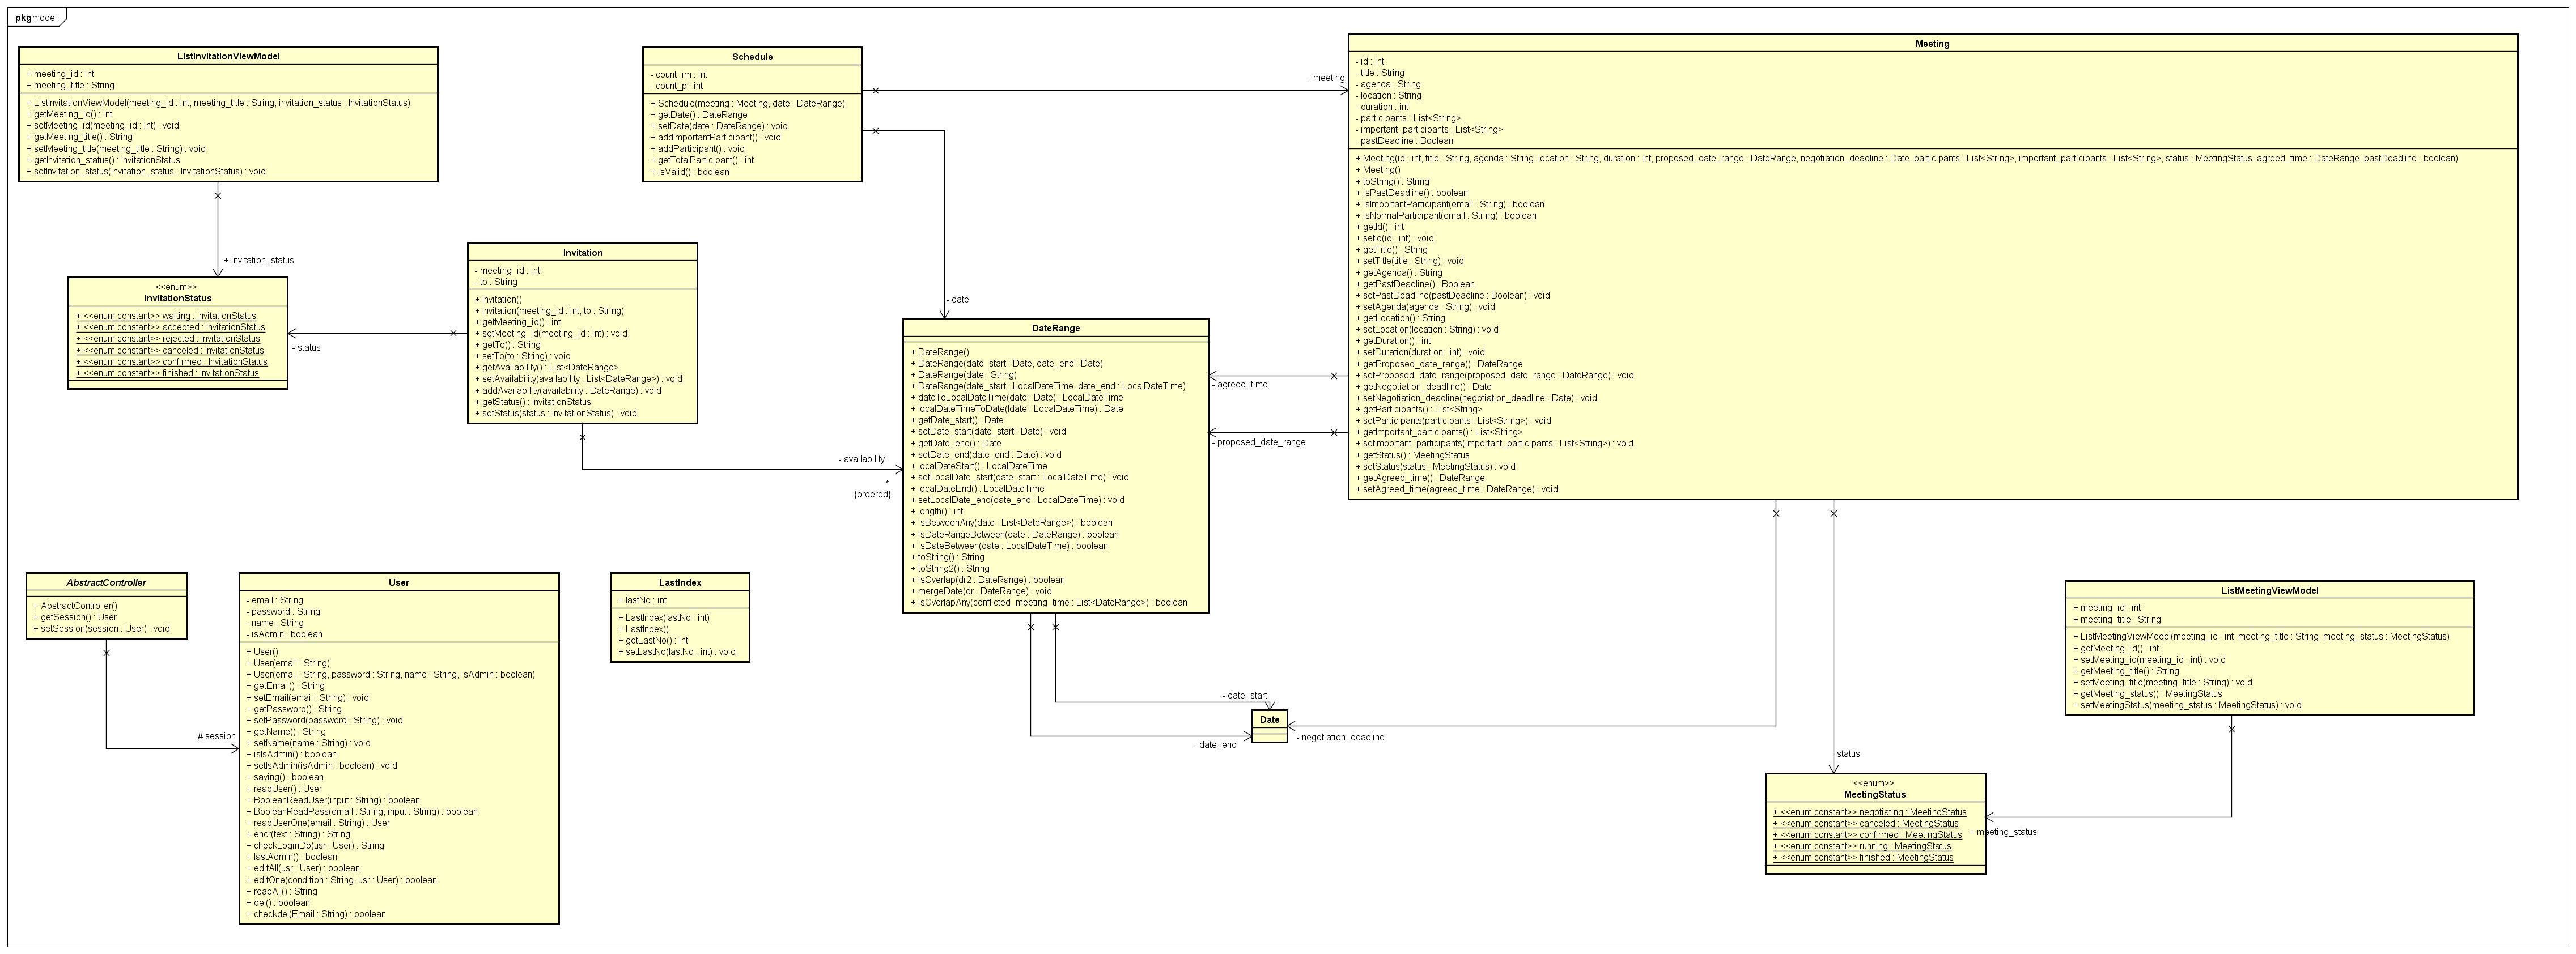 pkg model
ListInvitationViewModel
+ meeting_id : int
+ meeting_title : String
+ ListInvitationViewModel(meeting_id : int, meeting_title : String, invitation_status : InvitationStatus)
+ getMeeting_id() : int
+ setMeeting_id(meeting_id : int) : void
+ getMeeting_title() : String
+ setMeeting_title(meeting_title : String) : void
+ getInvitation_status() : InvitationStatus
+ setInvitation_status(invitation_status : InvitationStatus) : void
+ invitation_status
Schedule
- count_im : int
- count_p : int
+ Schedule(meeting : Meeting, date : DateRange)
+ getDate() : DateRange
+ setDate(date : DateRange) : void
+ addImportantParticipant() : void
+ addParticipant() : void
+ getTotalParticipant() : int
+ isValid() : boolean
- meeting
- date
Meeting
- id : int
- title : String
- agenda : String
- location : String
- duration : int
- participants : List<String>
- important_participants : List<String>
- pastDeadline : Boolean
+ Meeting(id : int, title : String, agenda : String, location : String, duration : int, proposed_date_range : DateRange, negotiation_deadline : Date, participants : List<String>, important_participants : List<String>, status : MeetingStatus, agreed_time : DateRange, pastDeadline : boolean)
+ Meeting()
+ toString() : String
+ isPastDeadline() : boolean
+ isImportantParticipant(email : String) : boolean
+ isNormalParticipant(email : String) : boolean
+ getId() : int
+ setId(id : int) : void
+ getTitle() : String
+ setTitle(title : String) : void
+ getAgenda() : String
+ getPastDeadline() : Boolean
+ setPastDeadline(pastDeadline : Boolean) : void
+ setAgenda(agenda : String) : void
+ getLocation() : String
+ setLocation(location : String) : void
+ getDuration() : int
+ setDuration(duration : int) : void
+ getProposed_date_range() : DateRange
+ setProposed_date_range(proposed_date_range : DateRange) : void
+ getNegotiation_deadline() : Date
+ setNegotiation_deadline(negotiation_deadline : Date) : void
+ getParticipants() : List<String>
+ setParticipants(participants : List<String>) : void
+ getImportant_participants() : List<String>
+ setImportant_participants(important_participants : List<String>) : void
+ getStatus() : MeetingStatus
+ setStatus(status : MeetingStatus) : void
+ getAgreed_time() : DateRange
+ setAgreed_time(agreed_time : DateRange) : void
<<enum>>
InvitationStatus
+ <<enum constant>> waiting : InvitationStatus
+ <<enum constant>> accepted : InvitationStatus
+ <<enum constant>> rejected : InvitationStatus
+ <<enum constant>> canceled : InvitationStatus
+ <<enum constant>> confirmed : InvitationStatus
+ <<enum constant>> finished : InvitationStatus
- status
Invitation
- meeting_id : int
- to : String
+ Invitation()
+ Invitation(meeting_id : int, to : String)
+ getMeeting_id() : int
+ setMeeting_id(meeting_id : int) : void
+ getTo() : String
+ setTo(to : String) : void
+ getAvailability() : List<DateRange>
+ setAvailability(availability : List<DateRange>) : void
+ addAvailability(availability : DateRange) : void
+ getStatus() : InvitationStatus
+ setStatus(status : InvitationStatus) : void
- availability
*
{ordered}
DateRange
+ DateRange()
+ DateRange(date_start : Date, date_end : Date)
+ DateRange(date : String)
+ DateRange(date_start : LocalDateTime, date_end : LocalDateTime)
+ dateToLocalDateTime(date : Date) : LocalDateTime
+ localDateTimeToDate(ldate : LocalDateTime) : Date
+ getDate_start() : Date
+ setDate_start(date_start : Date) : void
+ getDate_end() : Date
+ setDate_end(date_end : Date) : void
+ localDateStart() : LocalDateTime
+ setLocalDate_start(date_start : LocalDateTime) : void
+ localDateEnd() : LocalDateTime
+ setLocalDate_end(date_end : LocalDateTime) : void
+ length() : int
+ isBetweenAny(date : List<DateRange>) : boolean
+ isDateRangeBetween(date : DateRange) : boolean
+ isDateBetween(date : LocalDateTime) : boolean
+ toString() : String
+ toString2() : String
+ isOverlap(dr2 : DateRange) : boolean
+ mergeDate(dr : DateRange) : void
+ isOverlapAny(conflicted_meeting_time : List<DateRange>) : boolean
- agreed_time
- proposed_date_range
AbstractController
+ AbstractController()
+ getSession() : User
+ setSession(session : User) : void
# session
User
- email : String
- password : String
- name : String
- isAdmin : boolean
+ User()
+ User(email : String)
+ User(email : String, password : String, name : String, isAdmin : boolean)
+ getEmail() : String
+ setEmail(email : String) : void
+ getPassword() : String
+ setPassword(password : String) : void
+ getName() : String
+ setName(name : String) : void
+ isIsAdmin() : boolean
+ setIsAdmin(isAdmin : boolean) : void
+ saving() : boolean
+ readUser() : User
+ BooleanReadUser(input : String) : boolean
+ BooleanReadPass(email : String, input : String) : boolean
+ readUserOne(email : String) : User
+ encr(text : String) : String
+ checkLoginDb(usr : User) : String
+ lastAdmin() : boolean
+ editAll(usr : User) : boolean
+ editOne(condition : String, usr : User) : boolean
+ readAll() : String
+ del() : boolean
+ checkdel(Email : String) : boolean
LastIndex
+ lastNo : int
+ LastIndex(lastNo : int)
+ LastIndex()
+ getLastNo() : int
+ setLastNo(lastNo : int) : void
- date_start
- date_end
Date
- negotiation_deadline
- status
<<enum>>
MeetingStatus
+ <<enum constant>> negotiating : MeetingStatus
+ <<enum constant>> canceled : MeetingStatus
+ <<enum constant>> confirmed : MeetingStatus
+ <<enum constant>> running : MeetingStatus
+ <<enum constant>> finished : MeetingStatus
+ meeting_status
ListMeetingViewModel
+ meeting_id : int
+ meeting_title : String
+ ListMeetingViewModel(meeting_id : int, meeting_title : String, meeting_status : MeetingStatus)
+ getMeeting_id() : int
+ setMeeting_id(meeting_id : int) : void
+ getMeeting_title() : String
+ setMeeting_title(meeting_title : String) : void
+ getMeeting_status() : MeetingStatus
+ setMeetingStatus(meeting_status : MeetingStatus) : void